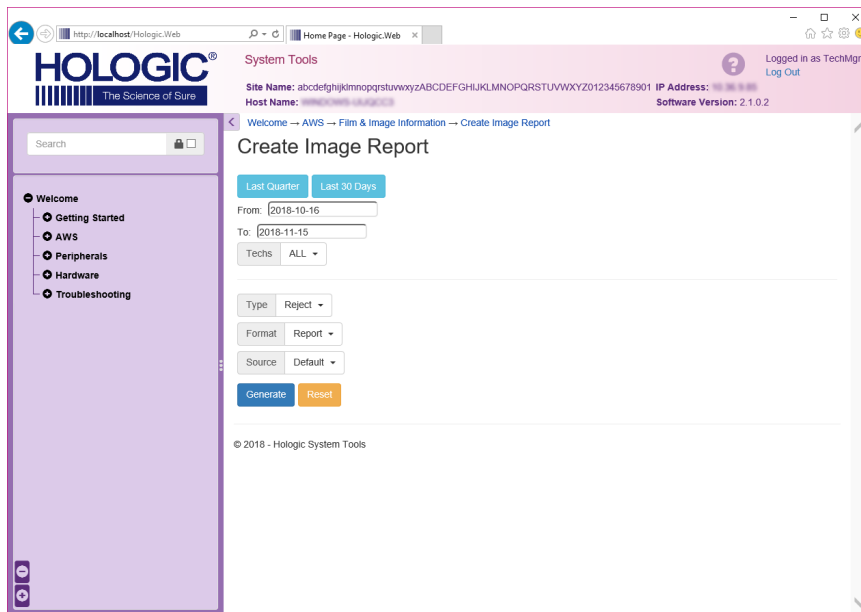 http://localhost/Hologic.Web
Home Page - Hologic.Web
HOLOGIC®
The Science of Sure
System Tools
Logged in as TechMgr
Log Out
Site Name: abcdefghijklmnopqrstuvwxyzABCDEFGHIJKLMNOPQRSTUVWXYZ012345678901 IP Address:
Host Name:
Software Version: 2.1.0.2
Search
Welcome
Getting Started
AWS
Peripherals
Hardware
Troubleshooting
Welcome → AWS → Film & Image Information → Create Image Report
Create Image Report
Last Quarter Last 30 Days
From: 2018-10-16
To: 2018-11-15
Techs ALL
Type Reject
Format Report
Source Default
Generate Reset
© 2018 - Hologic System Tools